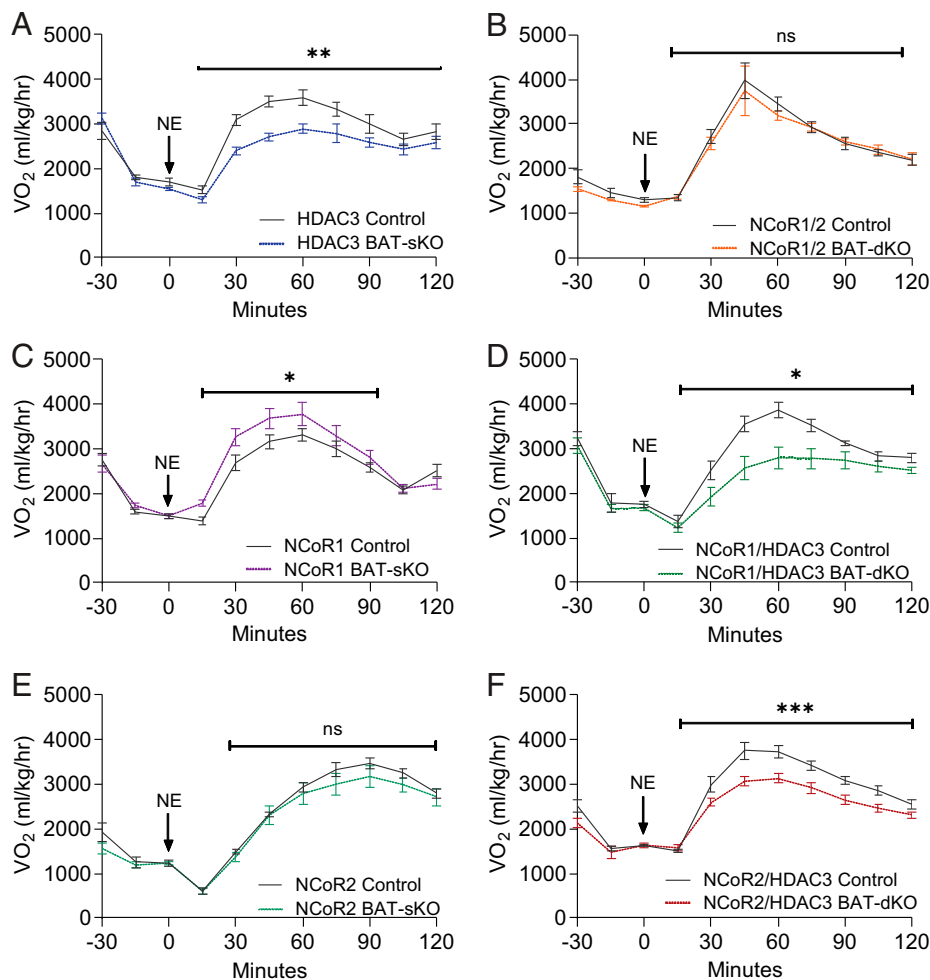 A
VO2 (ml/kg/hr)
5000
4000
3000
2000
1000
0
**
NE
HDAC3 Control
HDAC3 BAT-sKO
-30 0 30 60 90 120
Minutes
B
VO2 (ml/kg/hr)
5000
4000
3000
2000
1000
0
ns
NE
NCoR1/2 Control
NCoR1/2 BAT-dKO
-30 0 30 60 90 120
Minutes
C
VO2 (ml/kg/hr)
5000
4000
3000
2000
1000
0
*
NE
NCoR1 Control
NCoR1 BAT-sKO
-30 0 30 60 90 120
Minutes
D
VO2 (ml/kg/hr)
5000
4000
3000
2000
1000
0
*
NE
NCoR1/HDAC3 Control
NCoR1/HDAC3 BAT-dKO
-30 0 30 60 90 120
Minutes
E
VO2 (ml/kg/hr)
5000
4000
3000
2000
1000
0
ns
NE
NCoR2 Control
NCoR2 BAT-sKO
-30 0 30 60 90 120
Minutes
F
VO2 (ml/kg/hr)
5000
4000
3000
2000
1000
0
***
NE
NCoR2/HDAC3 Control
NCoR2/HDAC3 BAT-dKO
-30 0 30 60 90 120
Minutes